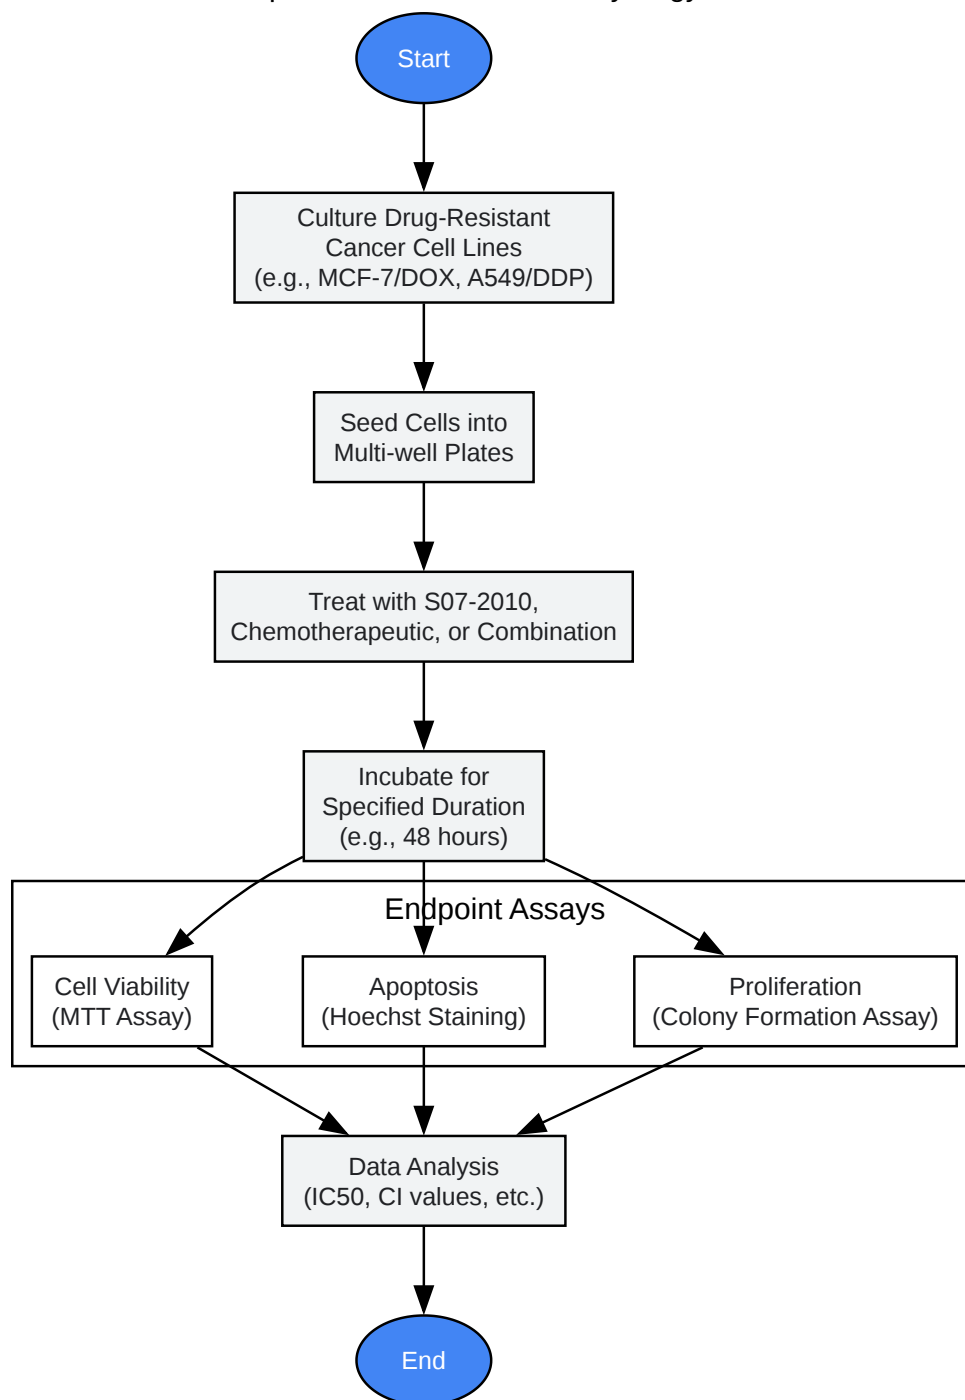 Start
Culture Drug-Resistant
Cancer Cell Lines
(e.g., MCF-7/DOX, A549/DDP)
Seed Cells into
Multi-well Plates
Treat with S07-2010,
Chemotherapeutic, or Combination
Incubate for
Specified Duration
(e.g., 48 hours)
Endpoint Assays
Cell Viability
(MTT Assay)
Apoptosis
(Hoechst Staining)
Proliferation
(Colony Formation Assay)
Data Analysis
(IC50, CI values, etc.)
End